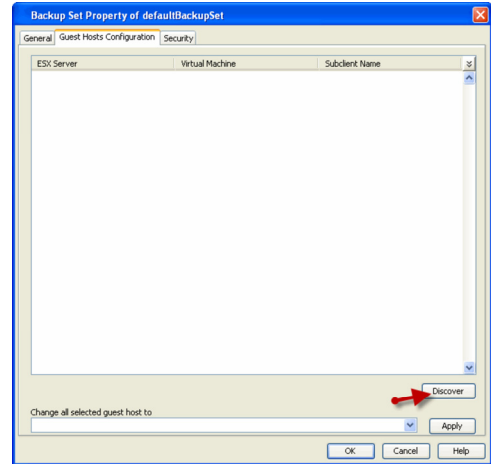 Backup Set Property of defaultBackupSet
General Guest Hosts Configuration Security
ESX Server Virtual Machine Subclient Name
Discover
Change all selected guest host to
Apply
OK Cancel Help